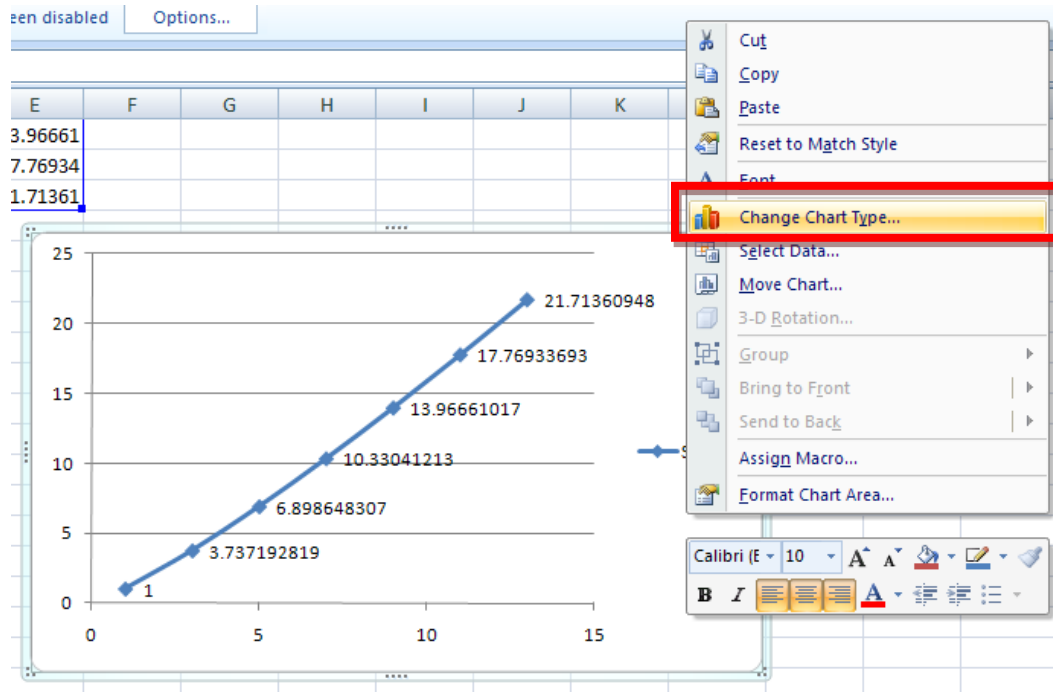 een disabled Options...
E F G H I J K
3.96661
7.76934
1.71361
25
20
15
10
5
0
0 5 10 15
21.71360948
17.76933693
13.96661017
10.33041213
6.898648307
3.737192819
1
Cut
Copy
Paste
Reset to Match Style
Font
Change Chart Type...
Select Data...
Move Chart...
3-D Rotation...
Group
Bring to Front
Send to Back
Assign Macro...
Format Chart Area...
Calibri (E 10 A A
B I A